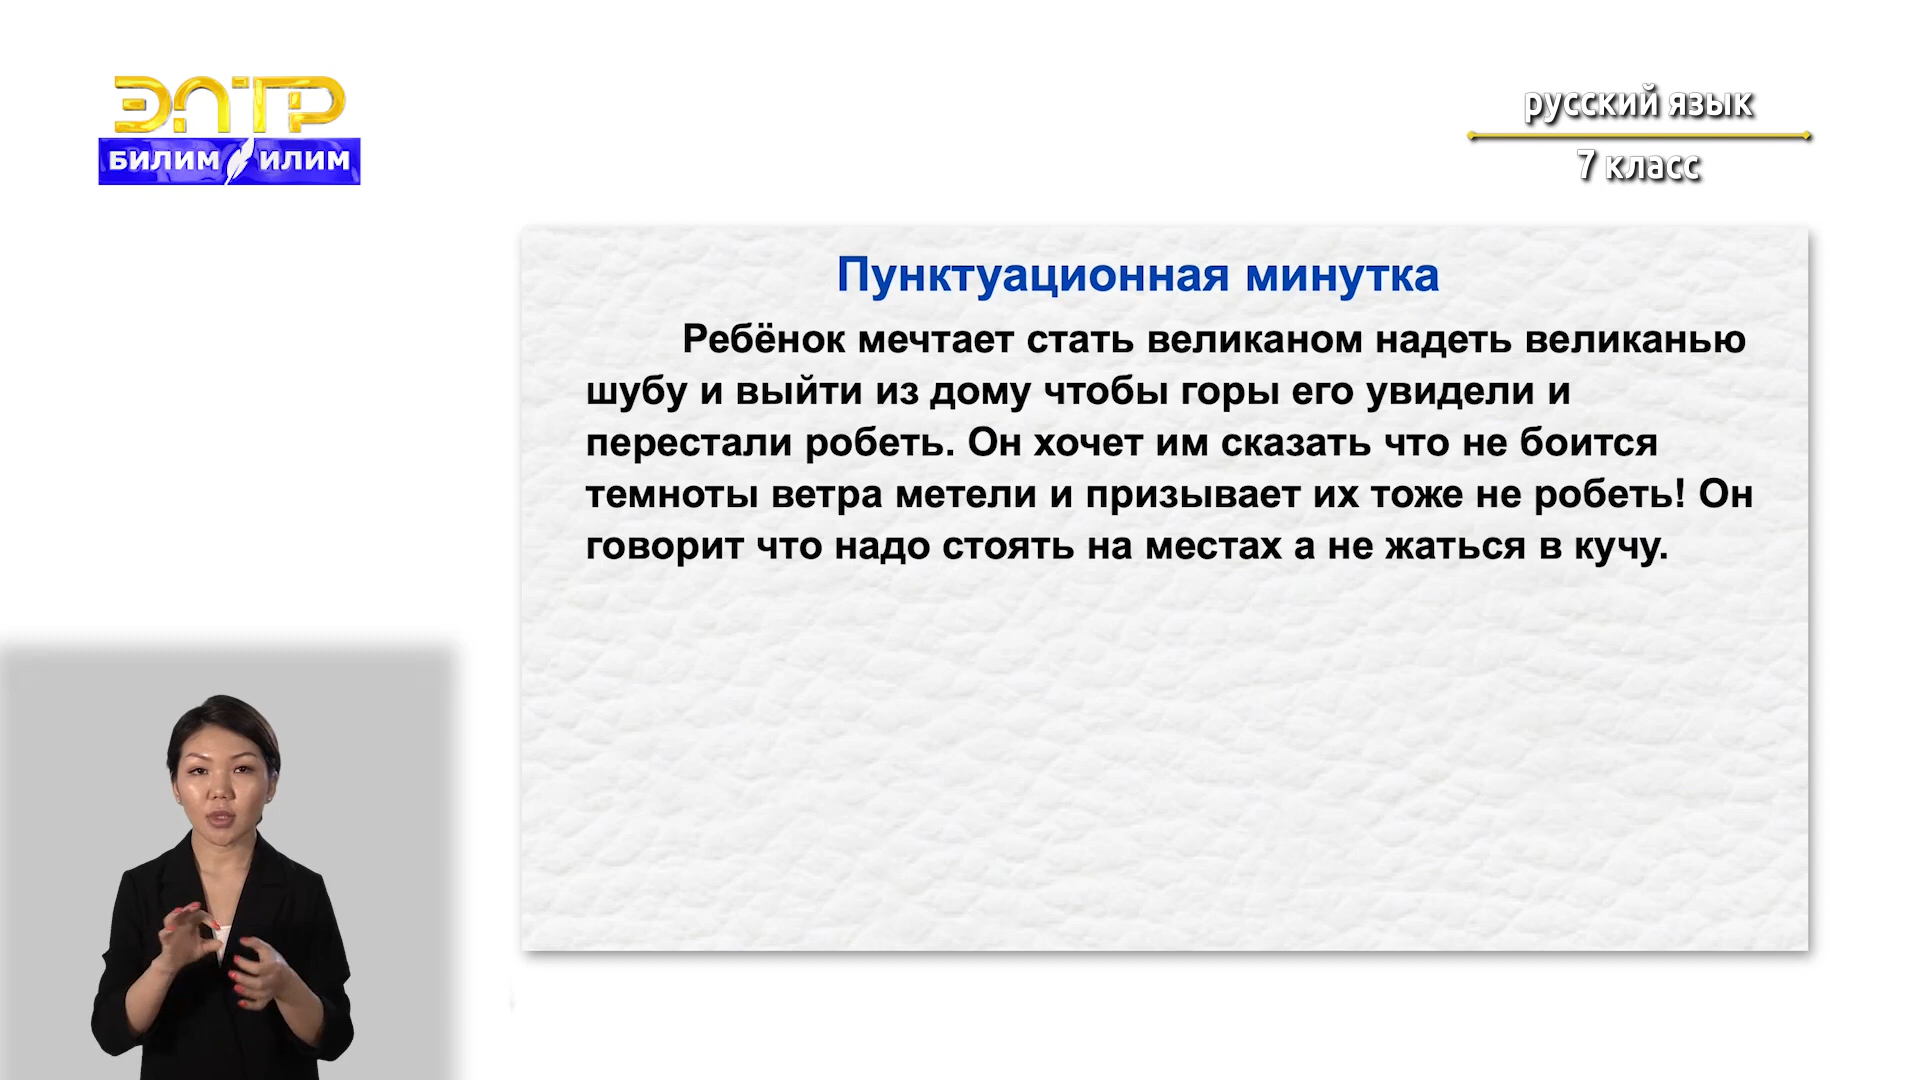 ЭЛТР
БИЛИМ ИЛИМ
русский язык
7 класс
Пунктуационная минутка
Ребёнок мечтает стать великаном надеть великанью
шубу и выйти из дому чтобы горы его увидели и
перестали робеть. Он хочет им сказать что не боится
темноты ветра метели и призывает их тоже не робеть! Он
говорит что надо стоять на местах а не жаться в кучу.